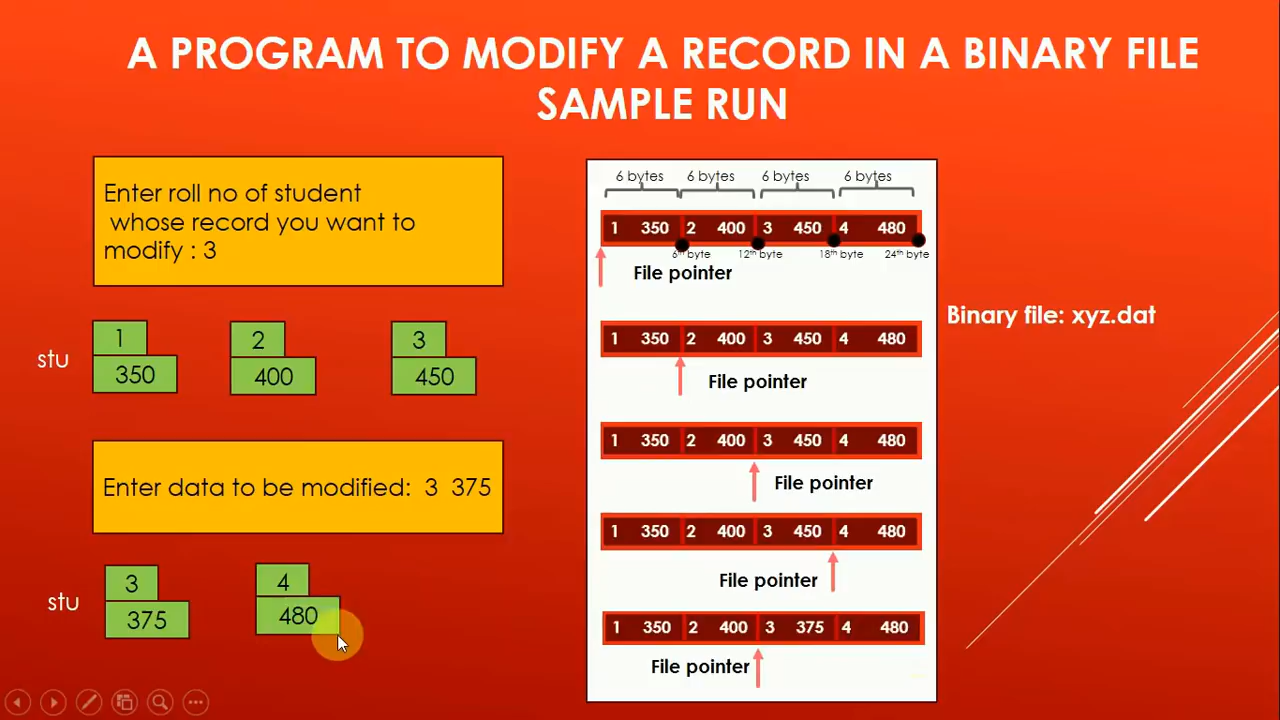 A PROGRAM TO MODIFY A RECORD IN A BINARY FILE
SAMPLE RUN
Enter roll no of student
whose record you want to
modify : 3
stu
1
350
2
400
3
450
Enter data to be modified: 3 375
stu
3
375
4
480
6 bytes 6 bytes 6 bytes 6 bytes
1 350 2 400 3 450 4 480
6th byte 12th byte 18th byte 24th byte
File pointer
1 350 2 400 3 450 4 480
File pointer
1 350 2 400 3 450 4 480
File pointer
1 350 2 400 3 450 4 480
File pointer
1 350 2 400 3 375 4 480
File pointer
Binary file: xyz.dat